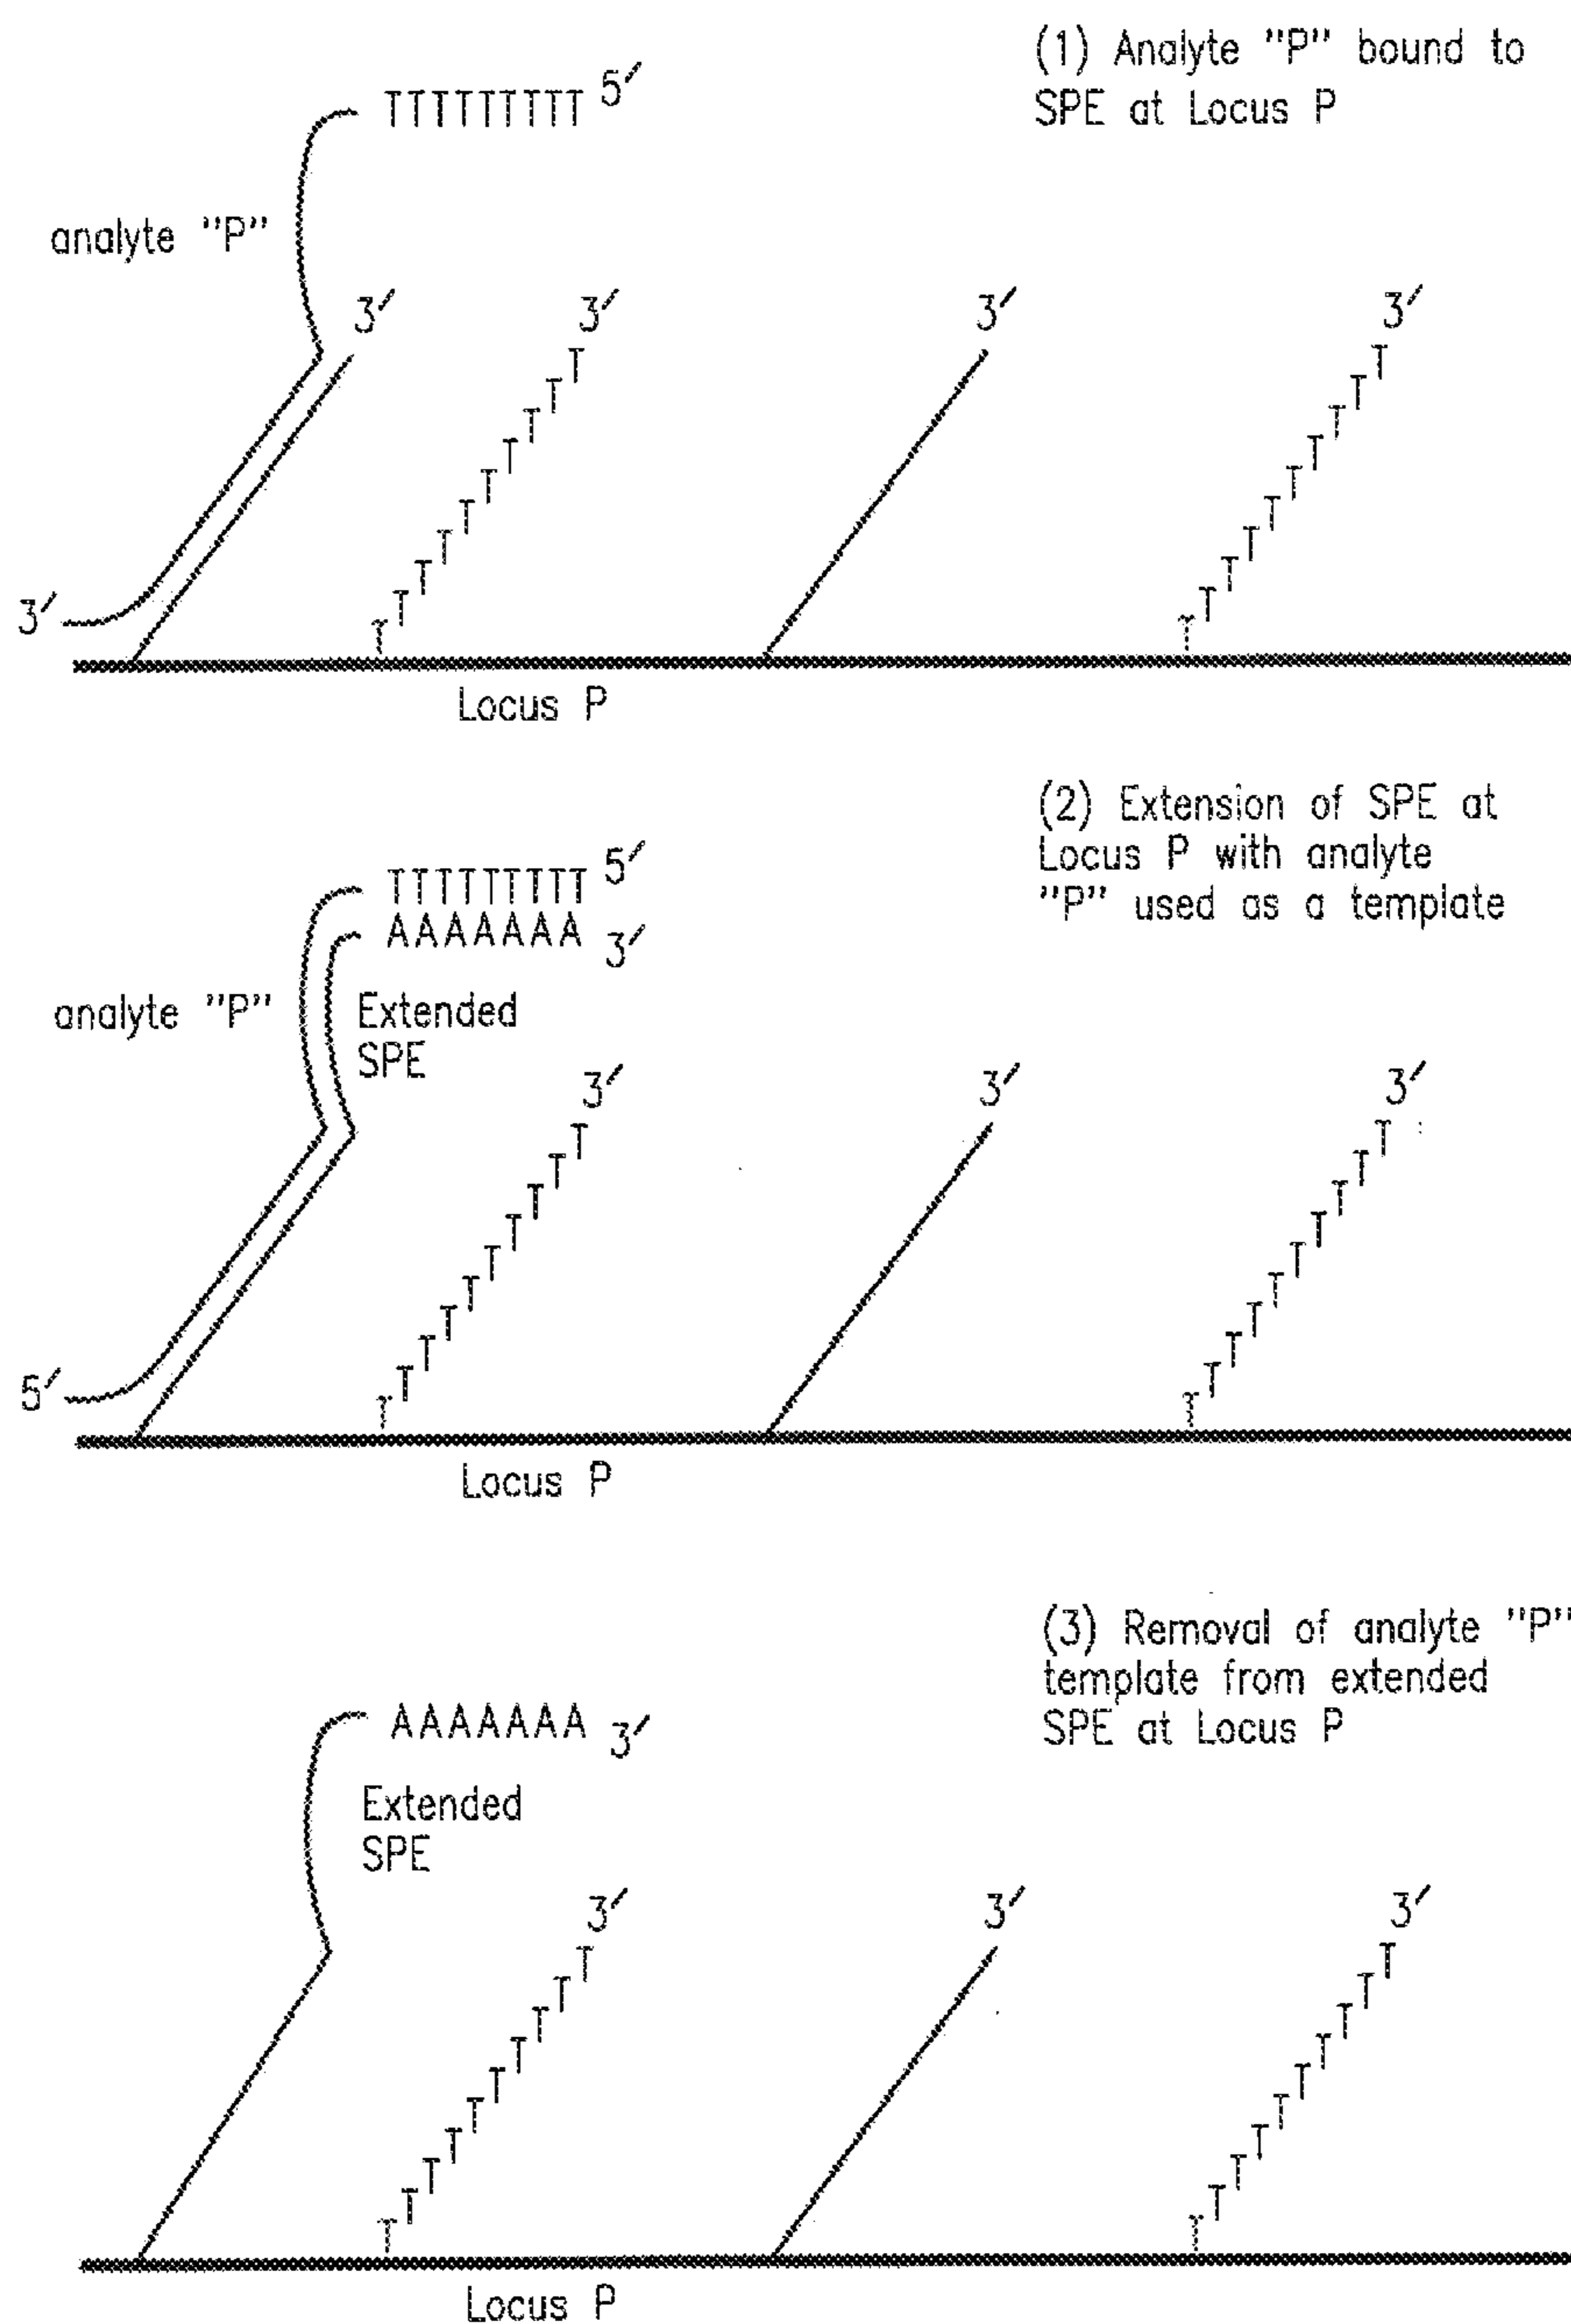 (1) Analyte "P" bound to
SPE at Locus P
TTTTTTTTT 5′
analyte "P"
3′
3′
3′
3′
TTTTTTTTTT
TTTTTTTTTT
3′
Locus P
(2) Extension of SPE at
Locus P with analyte
"P" used as a template
TTTTTTTTT 5′
AAAAAAA 3′
analyte "P"
Extended
SPE
3′
3′
3′
TTTTTTTTTT
TTTTTTTTTT
5′
Locus P
(3) Removal of analyte "P"
template from extended
SPE at Locus P
AAAAAAA 3′
Extended
SPE
3′
3′
3′
TTTTTTTTTT
TTTTTTTTTT
Locus P